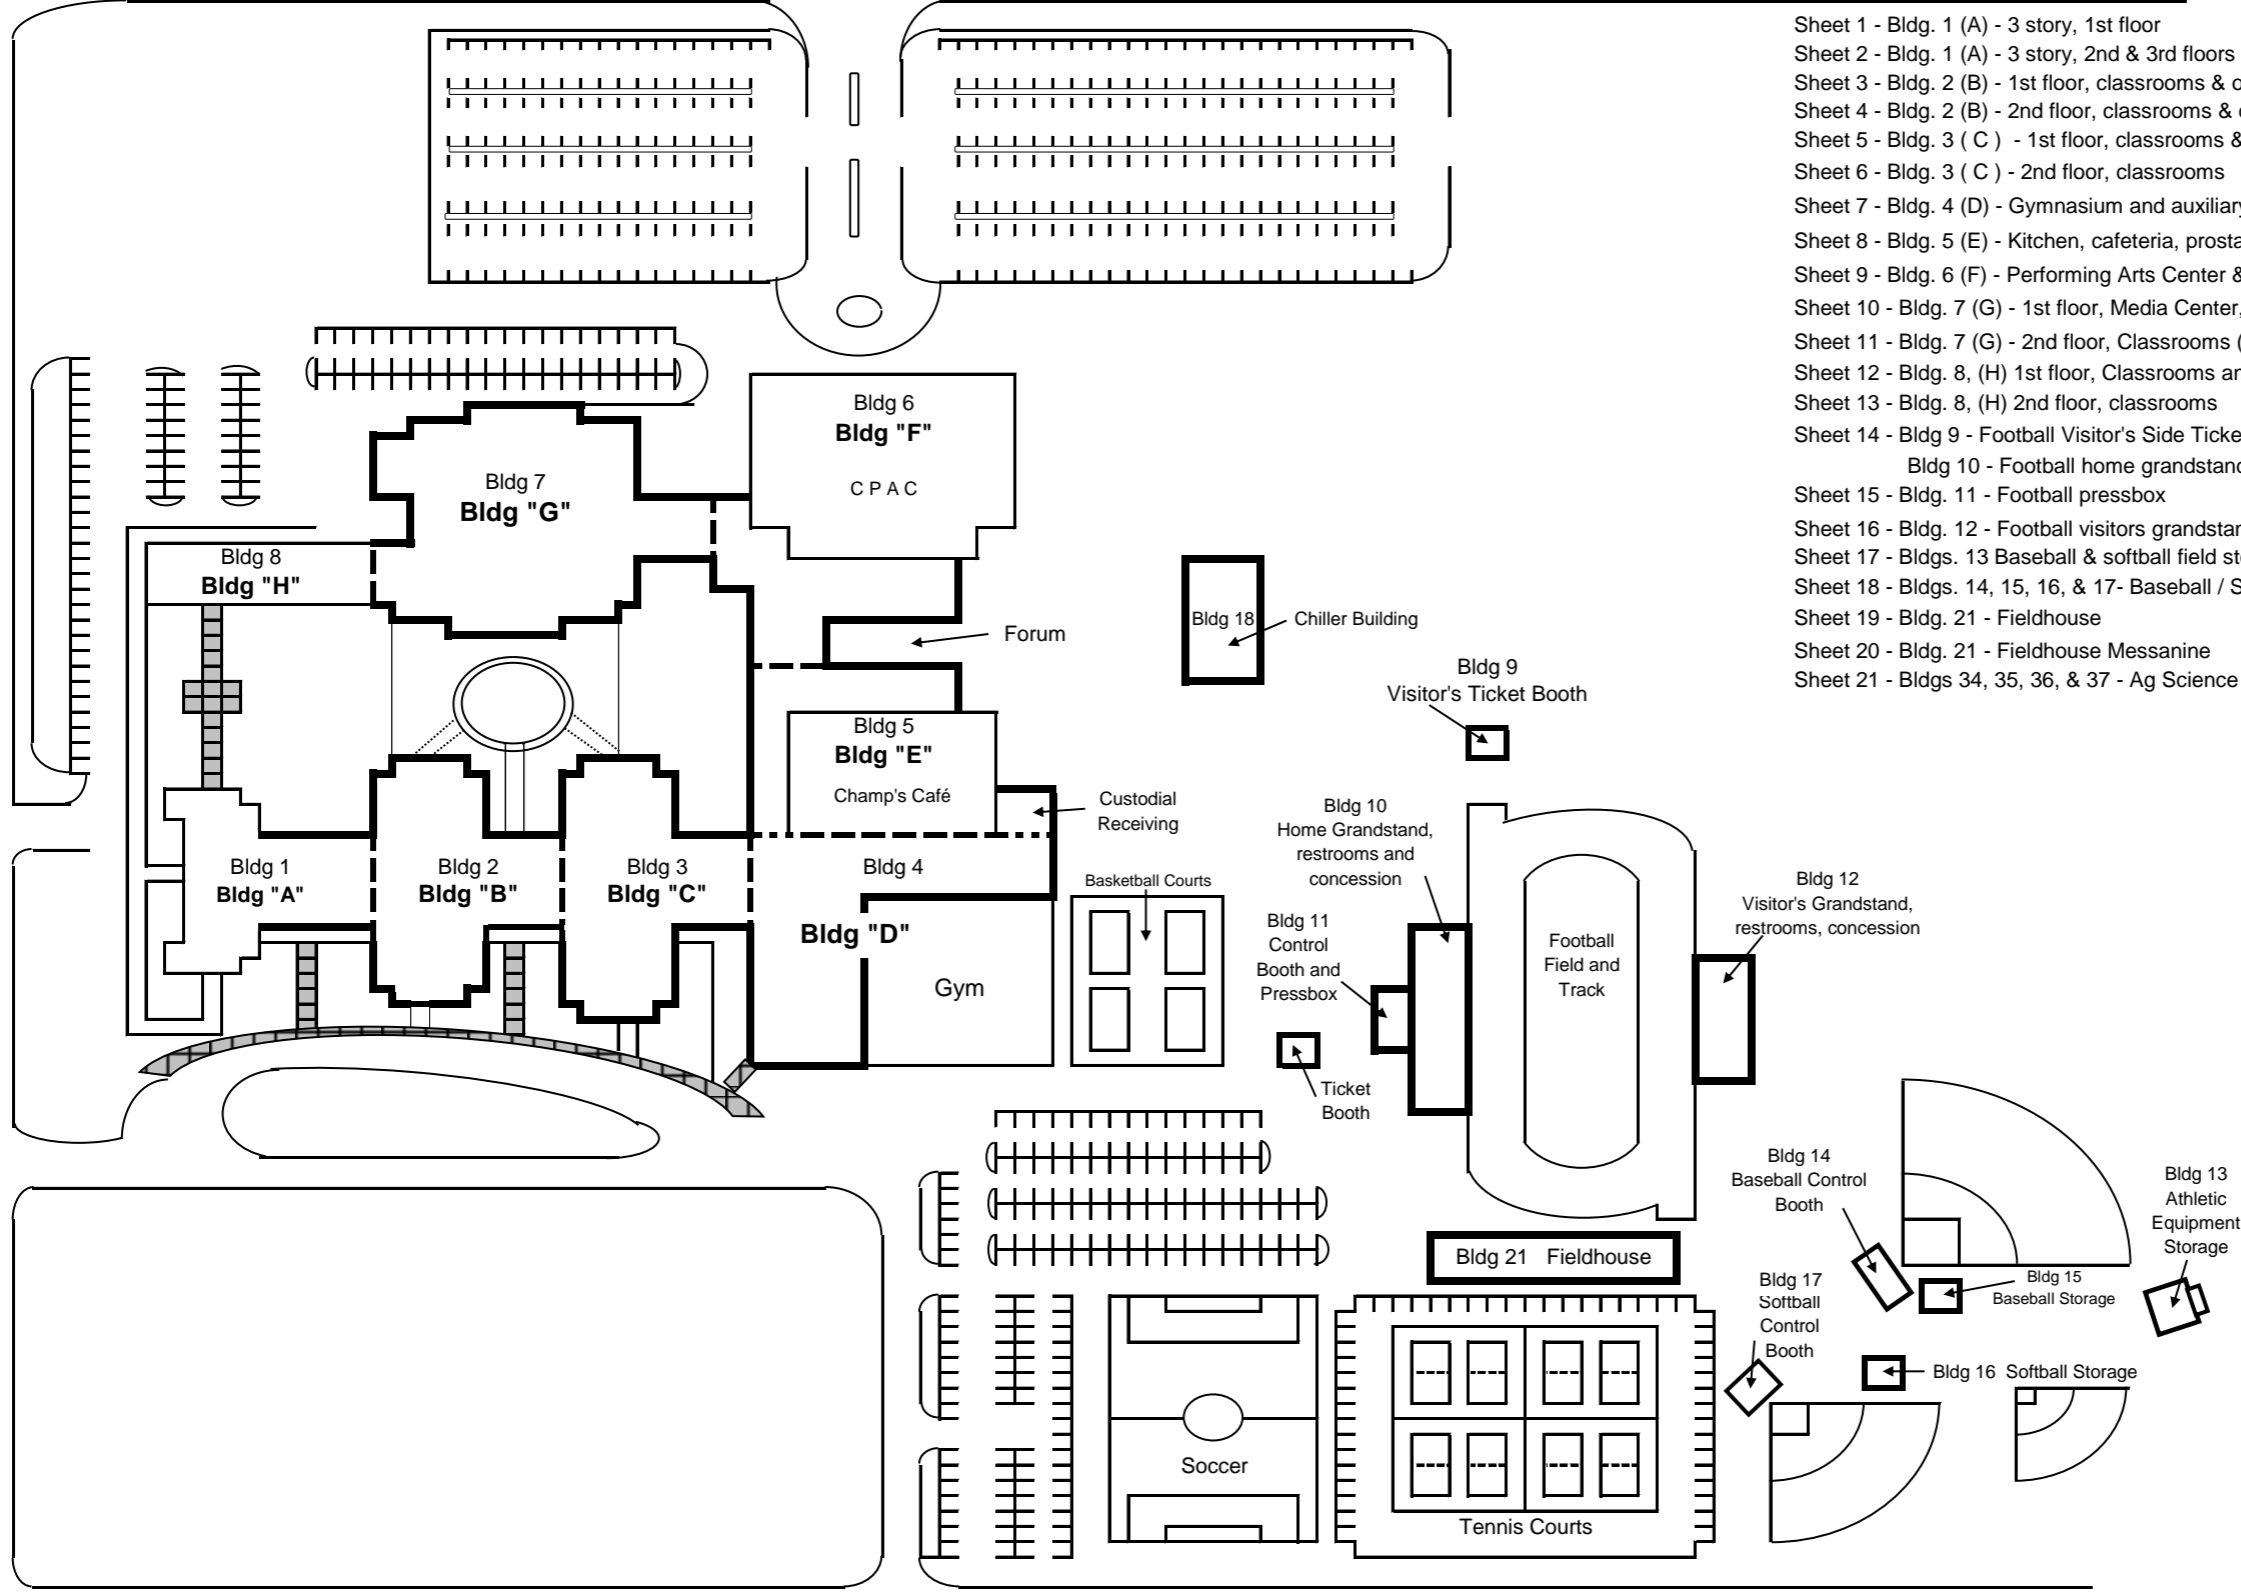 Sheet 1 - Bldg. 1 (A) - 3 story, 1st floor
Sheet 2 - Bldg. 1 (A) - 3 story, 2nd & 3rd floors
Sheet 3 - Bldg. 2 (B) - 1st floor, classrooms &
Sheet 4 - Bldg. 2 (B) - 2nd floor, classrooms &
Sheet 5 - Bldg. 3 ( C ) - 1st floor, classrooms &
Sheet 6 - Bldg. 3 ( C ) - 2nd floor, classrooms
Sheet 7 - Bldg. 4 (D) - Gymnasium and auxiliary
Sheet 8 - Bldg. 5 (E) - Kitchen, cafeteria,
Sheet 9 - Bldg. 6 (F) - Performing Arts Center &
Sheet 10 - Bldg. 7 (G) - 1st floor, Media Center,
Sheet 11 - Bldg. 7 (G) - 2nd floor, Classrooms (
Sheet 12 - Bldg. 8, (H) 1st floor, Classrooms
Sheet 13 - Bldg. 8, (H) 2nd floor, classrooms
Sheet 14 - Bldg 9 - Football Visitor's Side
Bldg 10 - Football home grandstand
Sheet 15 - Bldg. 11 - Football pressbox
Sheet 16 - Bldg. 12 - Football visitors
Sheet 17 - Bldgs. 13 Baseball & softball field
Sheet 18 - Bldgs. 14, 15, 16, & 17- Baseball /
Sheet 19 - Bldg. 21 - Fieldhouse
Sheet 20 - Bldg. 21 - Fieldhouse Messanine
Sheet 21 - Bldgs 34, 35, 36, & 37 - Ag Science
Bldg 6
Bldg "F"
C P A C
Bldg 7
Bldg "G"
Bldg 8
Bldg "H"
Forum
Bldg 18
Chiller Building
Bldg 9
Visitor's Ticket Booth
Bldg 5
Bldg "E"
Champ's Café
Custodial
Receiving
Bldg 10
Home Grandstand,
restrooms and
concession
Bldg 1
Bldg "A"
Bldg 2
Bldg "B"
Bldg 3
Bldg "C"
Bldg 4
Bldg "D"
Gym
Basketball Courts
Bldg 11
Control
Booth and
Pressbox
Football
Field and
Track
Bldg 12
Visitor's Grandstand,
restrooms, concession
Ticket
Booth
Bldg 14
Baseball Control
Booth
Bldg 13
Athletic
Equipment
Storage
Bldg 21 Fieldhouse
Bldg 17
Softball
Control
Booth
Bldg 15
Baseball Storage
Bldg 16 Softball Storage
Soccer
Tennis Courts